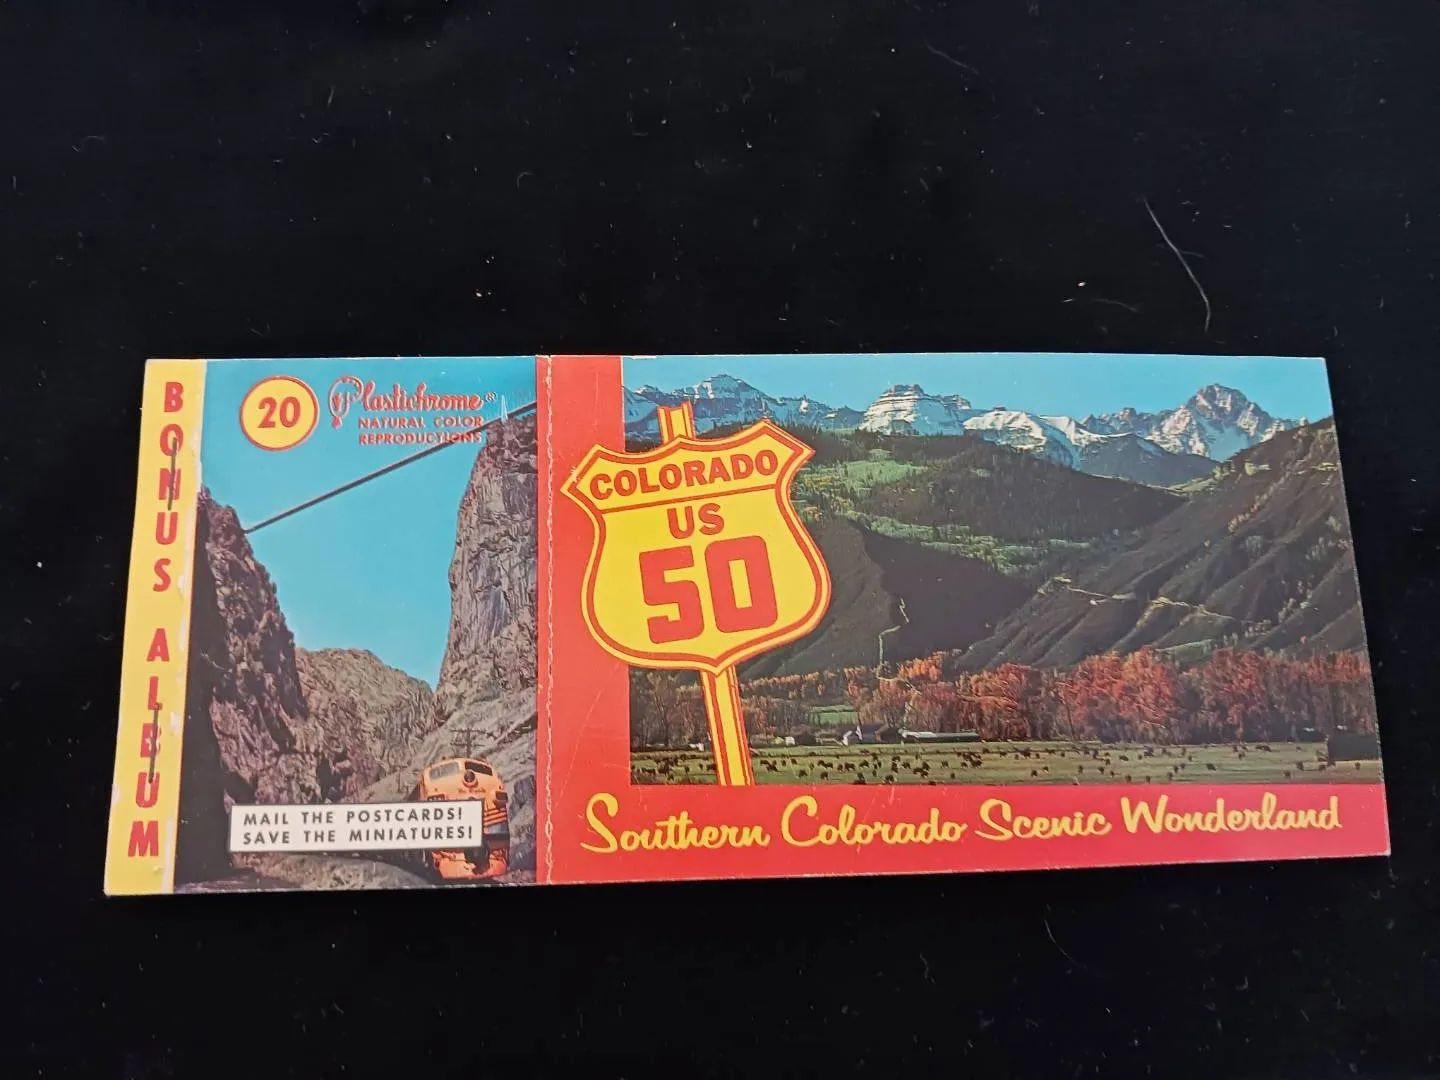 BONUS ALBUM
20
Plastichrome®
NATURAL COLOR
REPRODUCTIONS
MAIL THE POSTCARDS!
SAVE THE MINIATURES!
COLORADO
US
50
Southern Colorado Scenic Wonderland